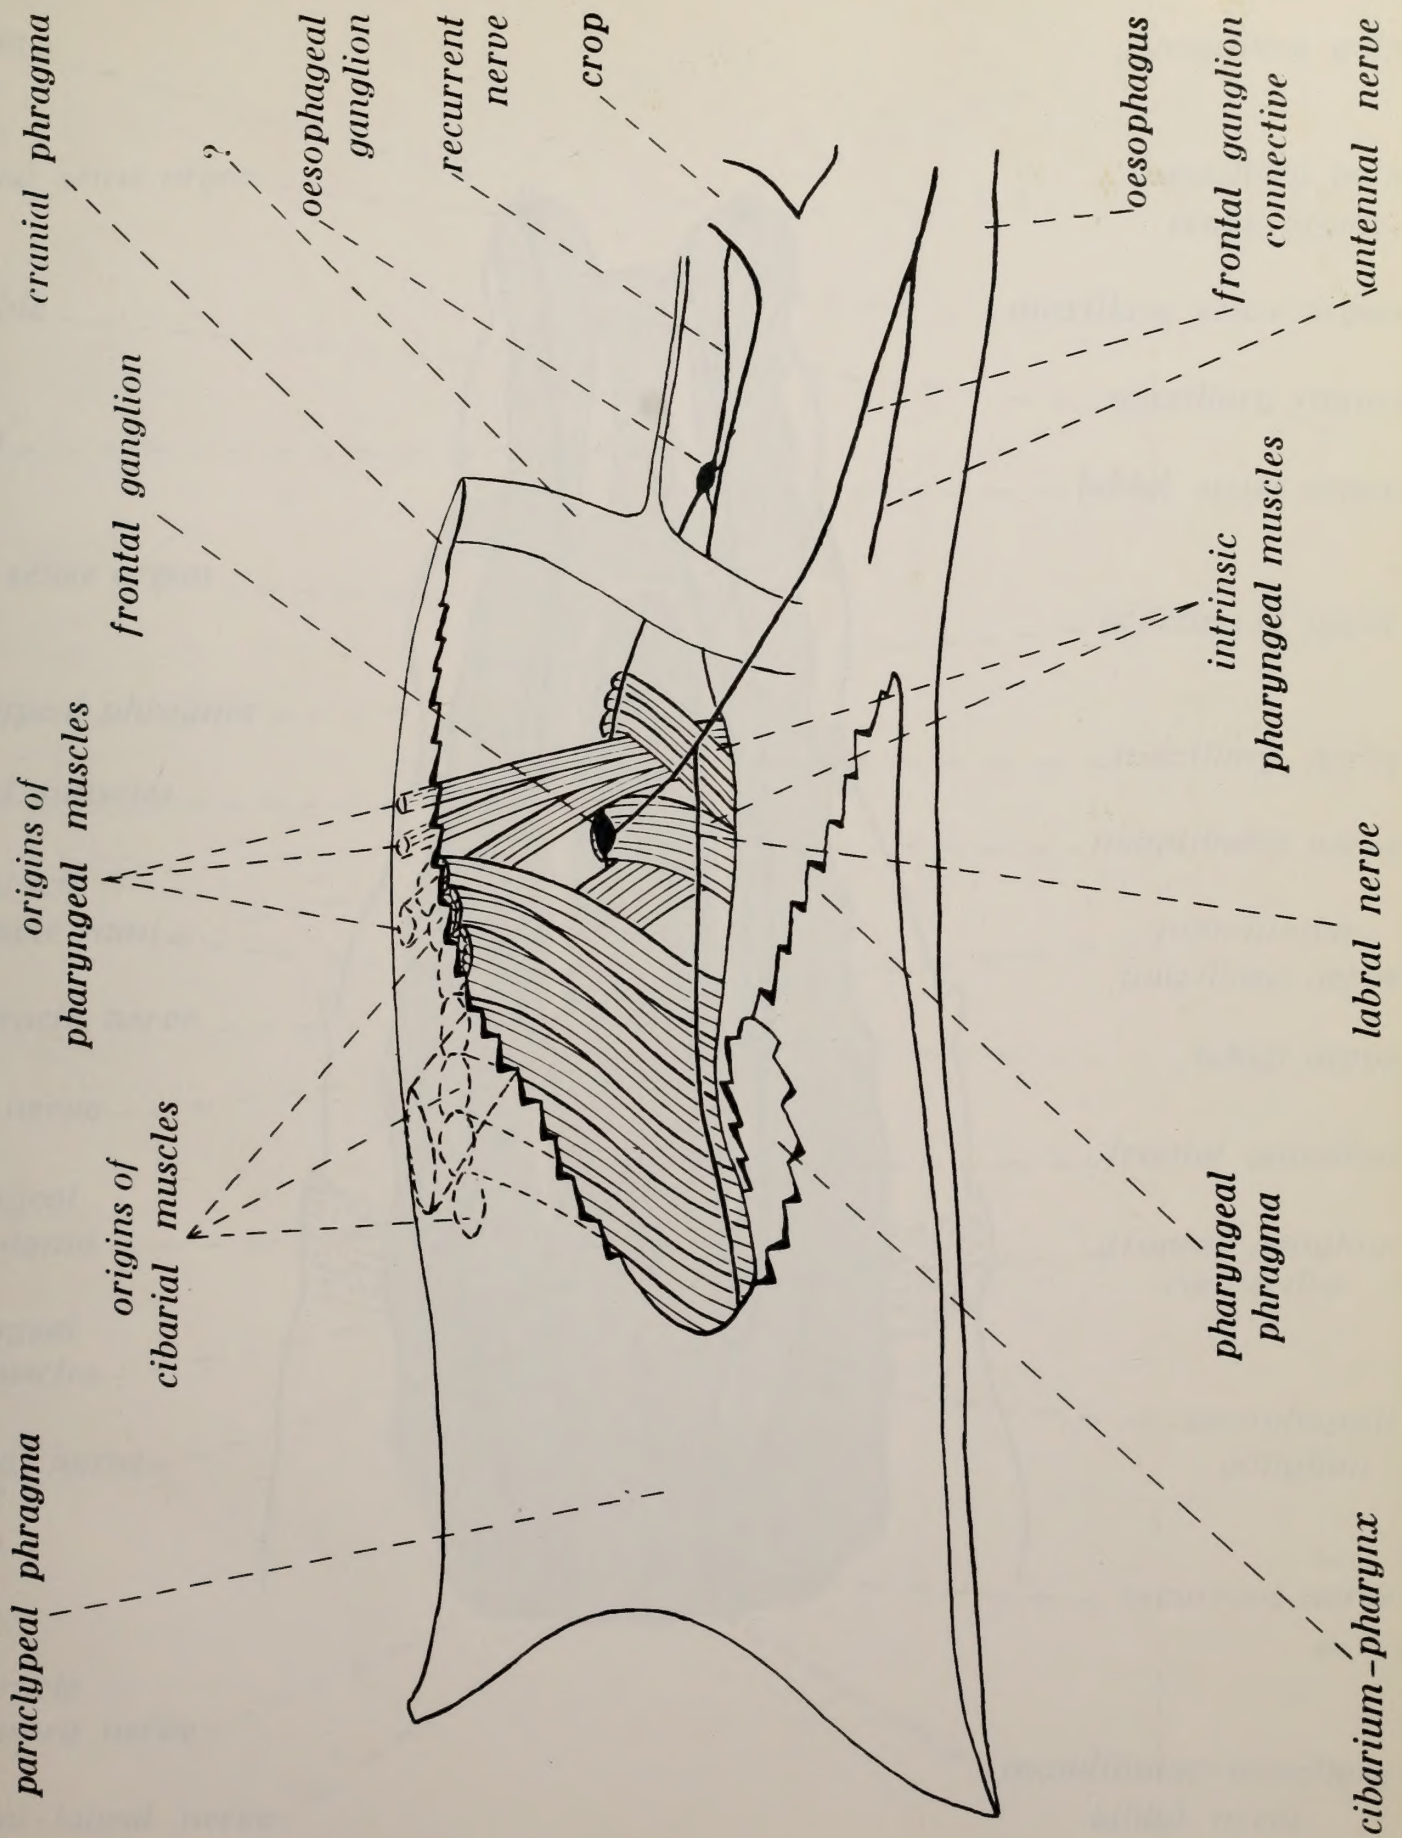 paraclypeal phragma
origins of
cibarial muscles
origins of
pharyngeal muscles
frontal ganglion
cranial phragma
?
oesophageal
ganglion
recurrent
nerve
crop
cibarium-pharynx
pharyngeal
phragma
labral nerve
intrinsic
pharyngeal muscles
antennal nerve
frontal ganglion
connective
oesophagus